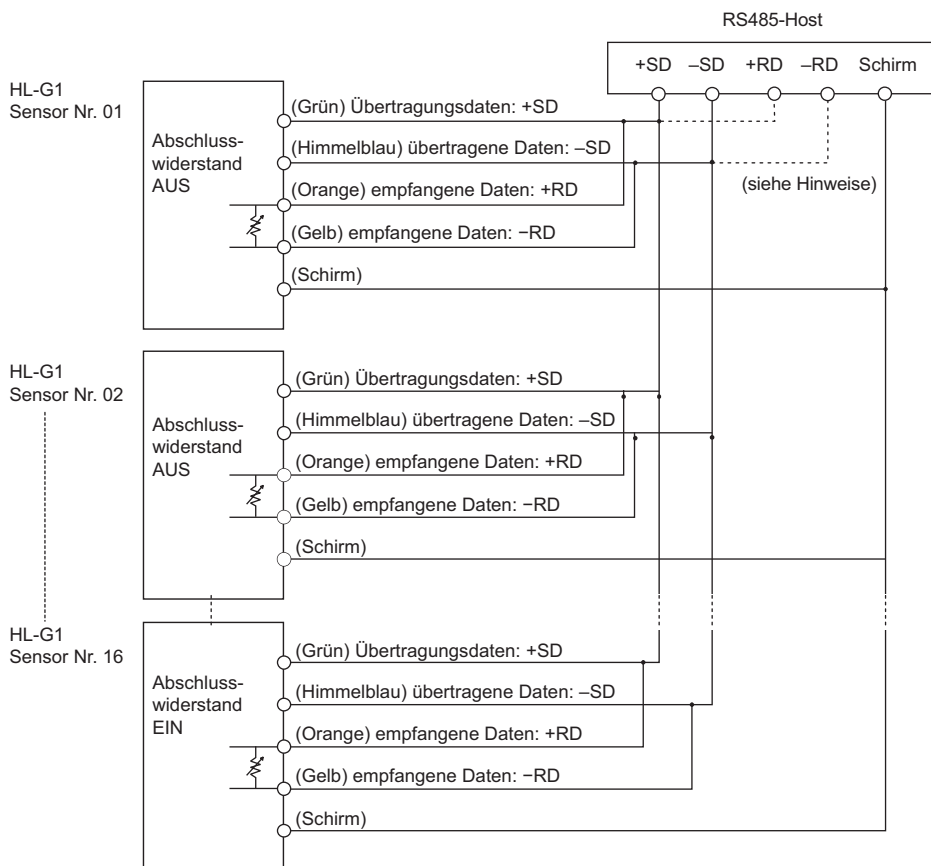 RS485-Host
+SD –SD +RD –RD Schirm
HL-G1
Sensor Nr. 01
Abschluss-
widerstand
AUS
(Grün) Übertragungsdaten: +SD
(Himmelblau) übertragene Daten: –SD
(Orange) empfangene Daten: +RD
(Gelb) empfangene Daten: −RD
(Schirm)
(siehe Hinweise)
HL-G1
Sensor Nr. 02
Abschluss-
widerstand
AUS
(Grün) Übertragungsdaten: +SD
(Himmelblau) übertragene Daten: –SD
(Orange) empfangene Daten: +RD
(Gelb) empfangene Daten: −RD
(Schirm)
HL-G1
Sensor Nr. 16
Abschluss-
widerstand
EIN
(Grün) Übertragungsdaten: +SD
(Himmelblau) übertragene Daten: –SD
(Orange) empfangene Daten: +RD
(Gelb) empfangene Daten: −RD
(Schirm)